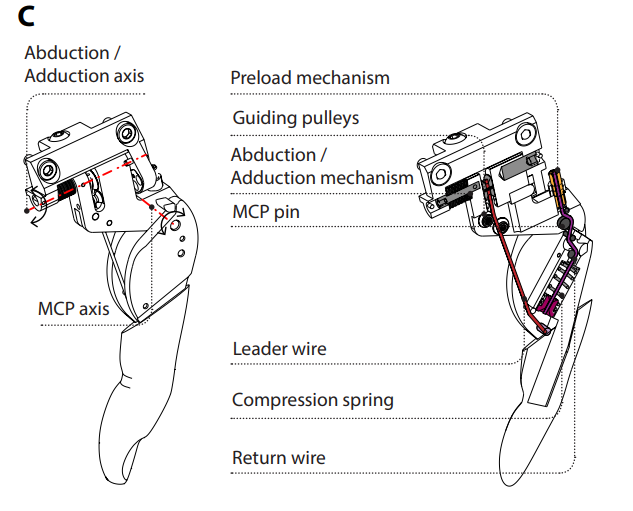 C
Abduction /
Adduction axis
MCP axis
Preload mechanism
Guiding pulleys
Abduction /
Adduction mechanism
MCP pin
Leader wire
Compression spring
Return wire